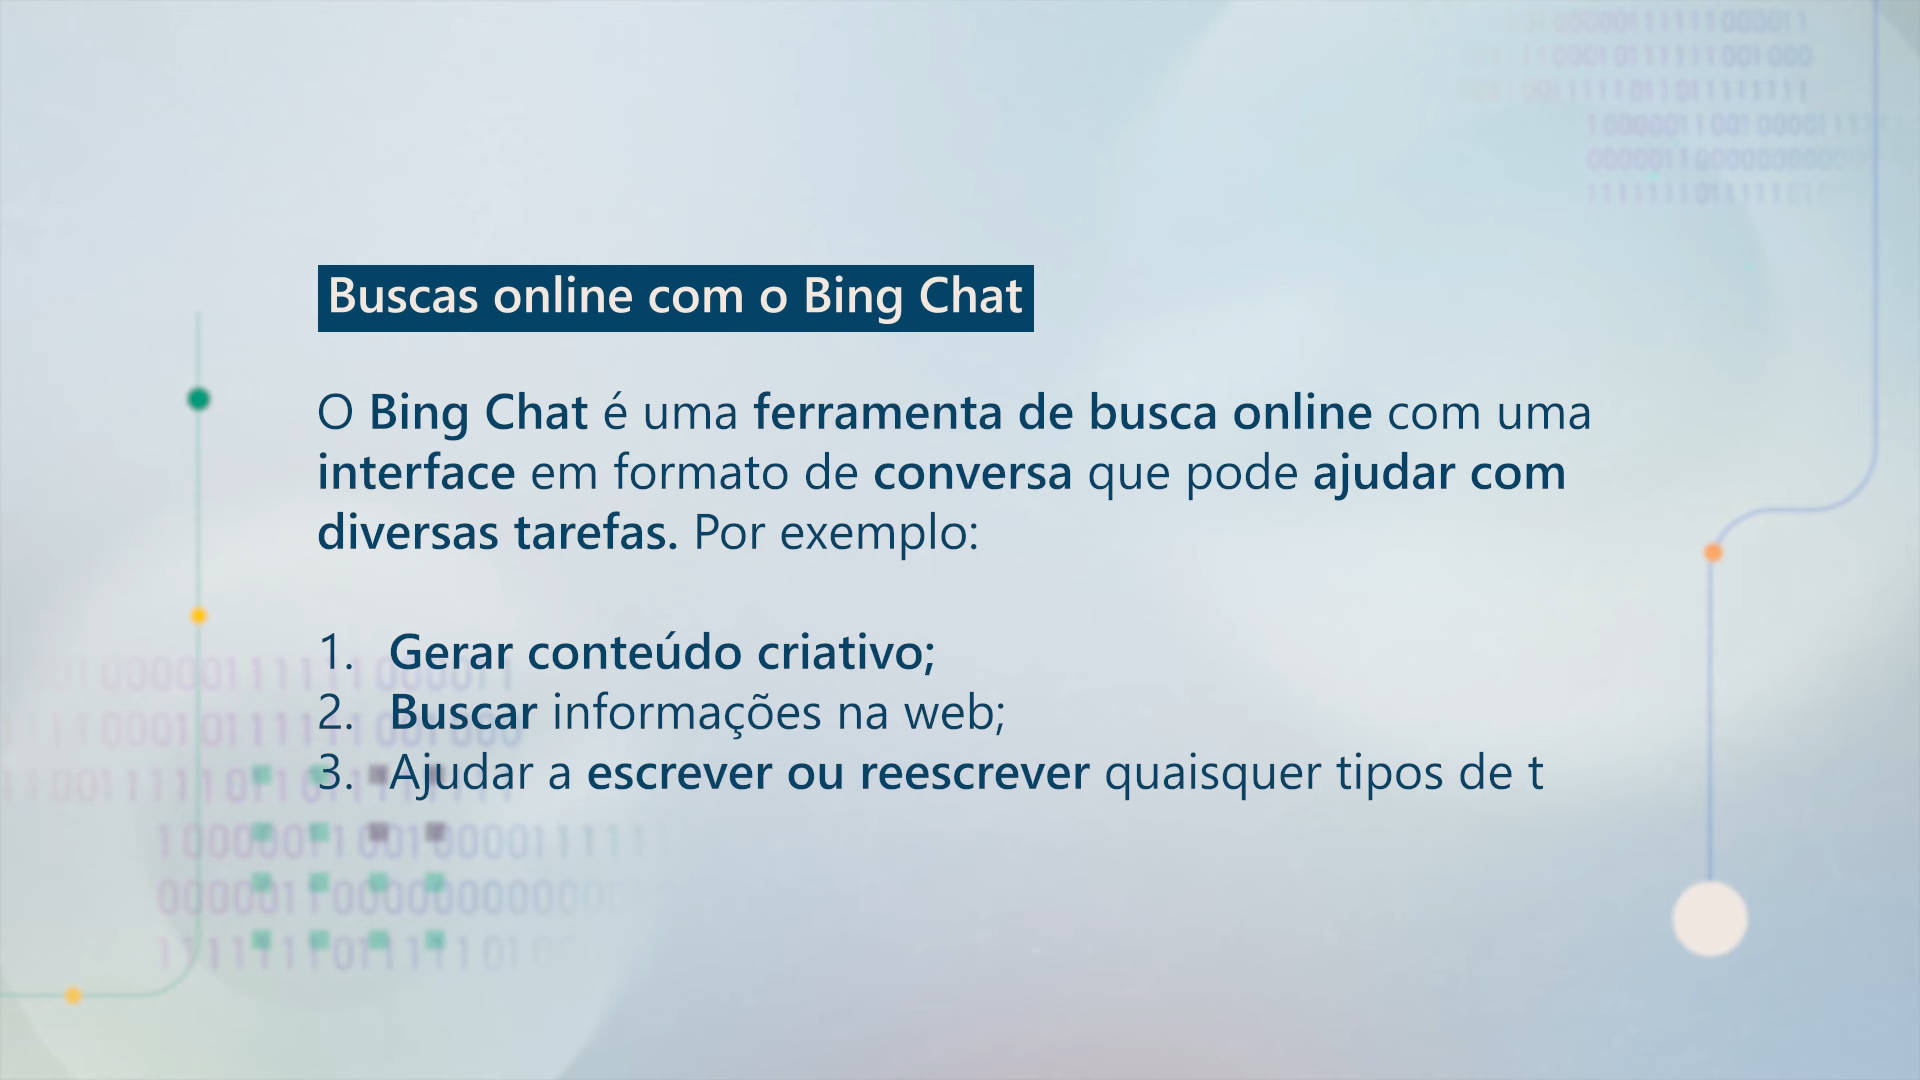 Buscas online com o Bing Chat
O Bing Chat é uma ferramenta de busca online com uma
interface em formato de conversa que pode ajudar com
diversas tarefas. Por exemplo:
1. Gerar conteúdo criativo;
2. Buscar informações na web;
3. Ajudar a escrever ou reescrever quaisquer tipos de t